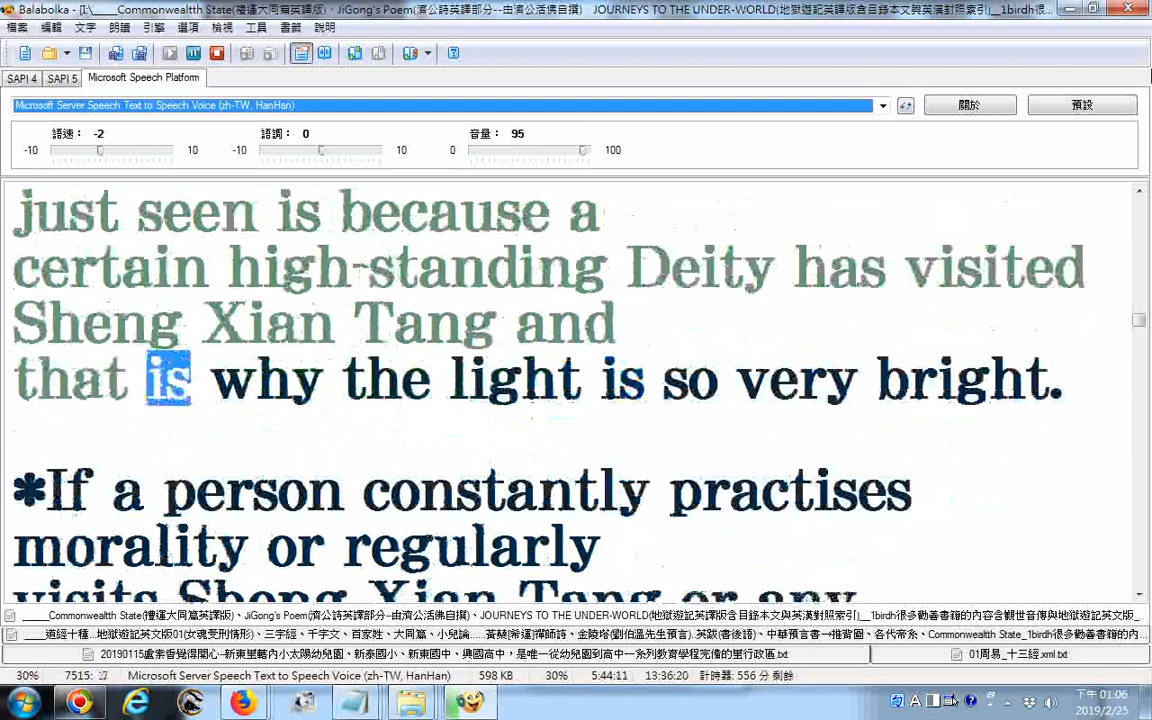 Balabolka - [I:\____Commonwealth State(禮運大同篇英譯版)、JiGong's Poem(濟公詩英譯部分--由濟公活佛自撰)、JOURNEYS TO THE UNDER-WORLD(地獄遊記英譯版含目錄本文與英漢對照索引)__1birdh很...
檔案 編輯 文字 朗讀 引擎 選項 檢視 工具 書籤 說明
SAPI 4 SAPI 5 Microsoft Speech Platform
Microsoft Server Speech Text to Speech Voice (zh-TW, HanHan) 關於 預設
語速： -2 語調： 0 音量： 95
-10 10 -10 10 0 100
just seen is because a
certain high-standing Deity has visited
Sheng Xian Tang and
that is why the light is so very bright.
*If a person constantly practises
morality or regularly
visits Sheng Xian Tang or any
____Commonwealth State(禮運大同篇英譯版)、JiGong's Poem(濟公詩英譯部分--由濟公活佛自撰)、JOURNEYS TO THE UNDER-WORLD(地獄遊記英譯版含目錄本文與英漢對照索引)__1birdh很多勸善書籍的內容含觀世音傳與地獄遊記英文版_
道經十種...地獄遊記英文版01(女魂受刑情形)、三字經、千字文、百家姓、大同篇、小兒論......黃蘗[希運]禪師詩、金陵塔(劉伯溫先生預言).英跋(書後語)、中華預言書一推背圖、各代帝系、Commonwealth State_1birdh很多勸善書籍的內...
20190115盧素香覺得開心--新東里轄內小太陽幼兒園、新泰國小、新東國中、興國高中，是唯一從幼兒園到高中一系列教育學程完備的里行政區.txt 01周易_十三經.xml.txt
30% 7515: 17 Microsoft Server Speech Text to Speech Voice (zh-TW, HanHan) 598 KB 30% 5:44:11 13:36:20 計時器： 556 分 剩餘
下午 01:06
2019/2/25